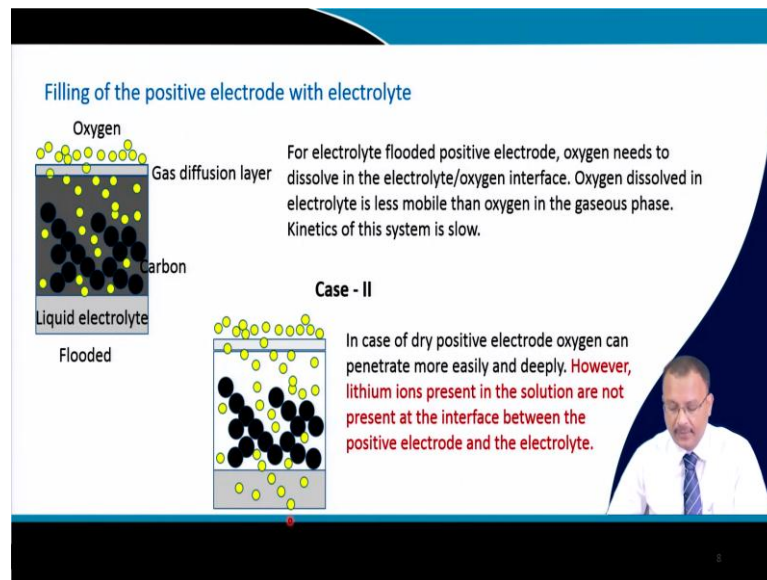 Filling of the positive electrode with electrolyte
Oxygen
Gas diffusion layer
Carbon
Liquid electrolyte
Flooded
For electrolyte flooded positive electrode, oxygen needs to
dissolve in the electrolyte/oxygen interface. Oxygen dissolved in
electrolyte is less mobile than oxygen in the gaseous phase.
Kinetics of this system is slow.
Case - II
In case of dry positive electrode oxygen can
penetrate more easily and deeply. However,
lithium ions present in the solution are not
present at the interface between the
positive electrode and the electrolyte.